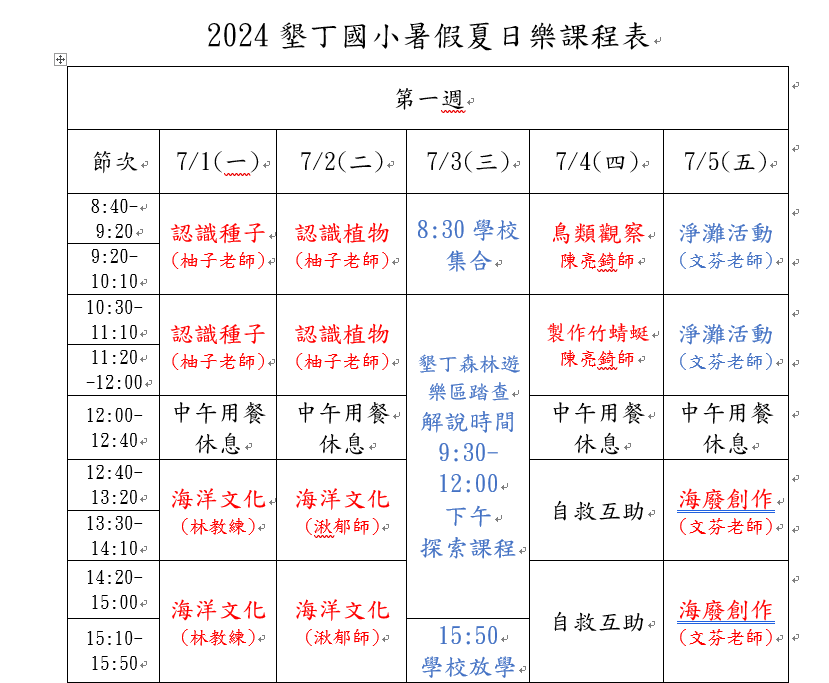 2024 墾丁國小暑假夏日樂課程表
第一週
節次 7/1(一) 7/2(二) 7/3(三) 7/4(四) 7/5(五)
8:40-
9:20
9:20-
10:10
認識種子
(柚子老師)
認識植物
(柚子老師)
8:30 學校
集合
鳥類觀察
陳亮錡師
淨灘活動
(文芬老師)
10:30-
11:10
11:20
-12:00
認識種子
(柚子老師)
認識植物
(柚子老師)
墾丁森林遊
樂區踏查
解說時間
9:30-
12:00
下午
探索課程
製作竹蜻蜓
陳亮錡師
淨灘活動
(文芬老師)
12:00-
12:40
中午用餐
休息
中午用餐
休息
中午用餐
休息
中午用餐
休息
12:40-
13:20
13:30-
14:10
海洋文化
(林教練)
海洋文化
(湫郁師)
自救互助
海廢創作
(文芬老師)
14:20-
15:00
15:10-
15:50
海洋文化
(林教練)
海洋文化
(湫郁師)
15:50
學校放學
自救互助
海廢創作
(文芬老師)